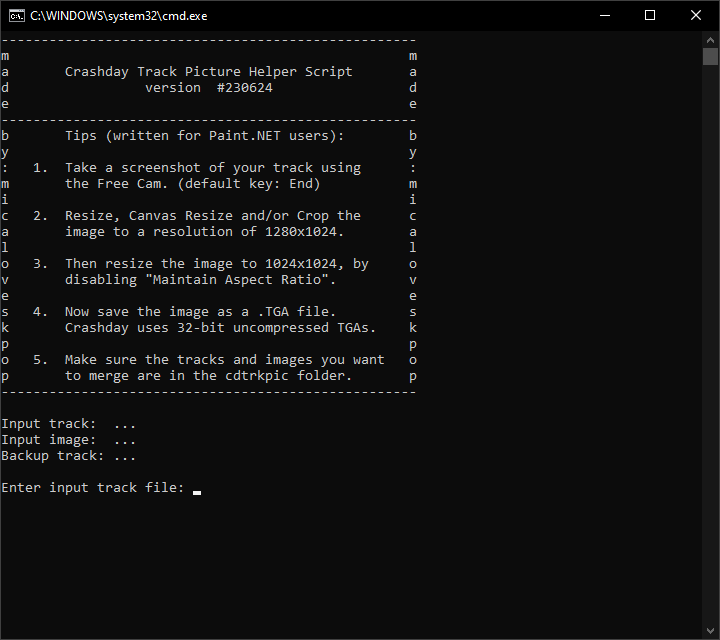 C:\WINDOWS\system32\cmd.exe
----------------------------------------------------
m                                                  m
a       Crashday Track Picture Helper Script       a
d                 version  #230624                 d
e                                                  e
----------------------------------------------------
b       Tips (written for Paint.NET users):        b
y                                                  y
:   1.  Take a screenshot of your track using      :
m       the Free Cam. (default key: End)           m
i                                                  i
c   2.  Resize, Canvas Resize and/or Crop the      c
a       image to a resolution of 1280x1024.        a
l                                                  l
o   3.  Then resize the image to 1024x1024, by     o
v       disabling "Maintain Aspect Ratio".         v
e                                                  e
s   4.  Now save the image as a .TGA file.         s
k       Crashday uses 32-bit uncompressed TGAs.    k
p                                                  p
o   5.  Make sure the tracks and images you want   o
p       to merge are in the cdtrkpic folder.       p
----------------------------------------------------
Input track:  ...
Input image:  ...
Backup track: ...
Enter input track file: